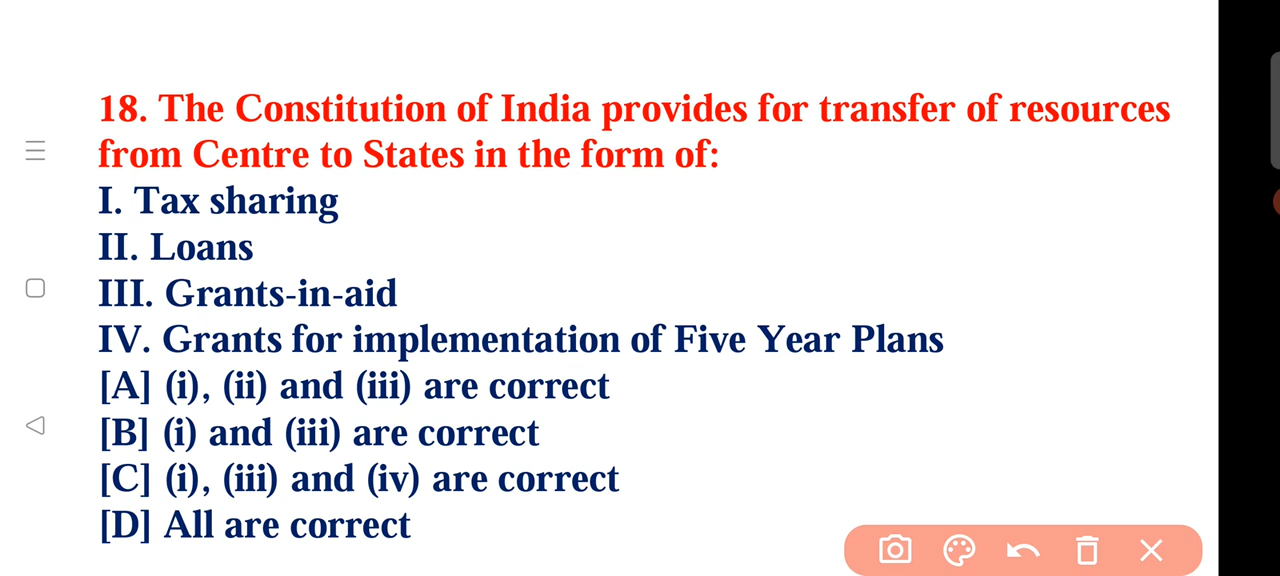 18. The Constitution of India provides for transfer of resources
from Centre to States in the form of:
I. Tax sharing
II. Loans
III. Grants-in-aid
IV. Grants for implementation of Five Year Plans
[A] (i), (ii) and (iii) are correct
[B] (i) and (iii) are correct
[C] (i), (iii) and (iv) are correct
[D] All are correct